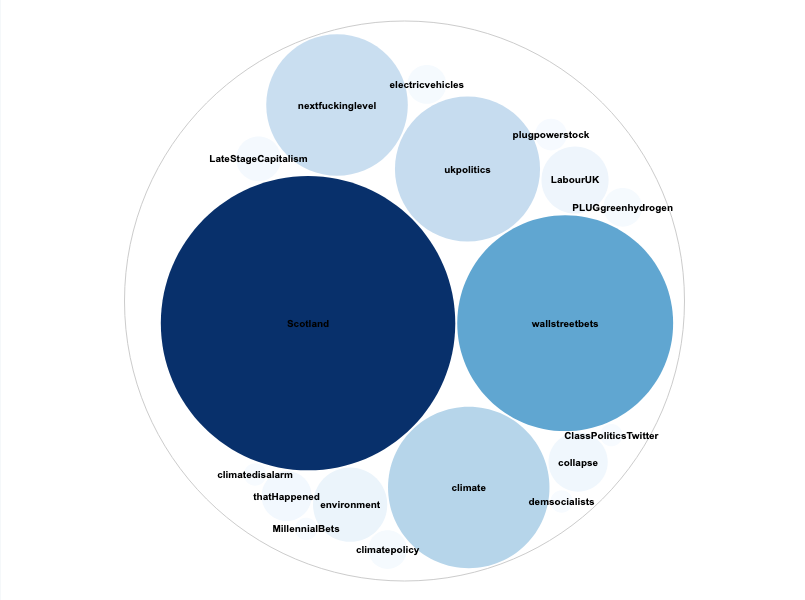 electricvehicles
nextfuckinglevel
plugpowerstock
LateStageCapitalism
ukpolitics
LabourUK
PLUGgreenhydrogen
Scotland
wallstreetbets
ClassPoliticsTwitter
collapse
climatedisalarm
climate
thatHappened
demsocialists
environment
MillennialBets
climatepolicy